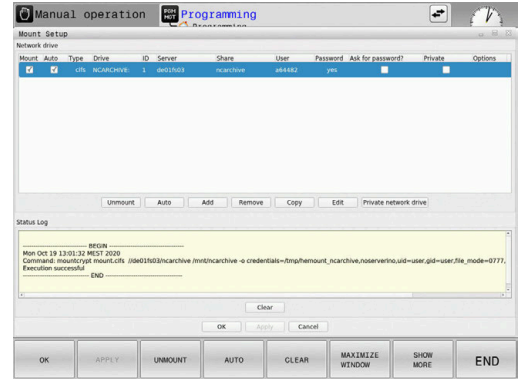 Manual operation
PGM MGT
Programming
Programming
Mount Setup
Network drive
Mount Auto Type Drive ID Server Share User Password Ask for password? Private Options
cifs NCARCHIVE: 1 de01fs03 ncarchive a64482 yes
Unmount Auto Add Remove Copy Edit Private network drive
Status Log
------------------------ BEGIN ------------------------
Mon Oct 19 13:01:32 MEST 2020
Command: mountcrypt mount.cifs //de01fs03/ncarchive /mnt/ncarchive -o credentials=/tmp/hemount_ncarchive,noserverino,uid=user,gid=user,file_mode=0777,
Execution successful
------------------------ END ------------------------
Clear
OK Apply Cancel
OK APPLY UNMOUNT AUTO CLEAR MAXIMIZE WINDOW SHOW MORE END